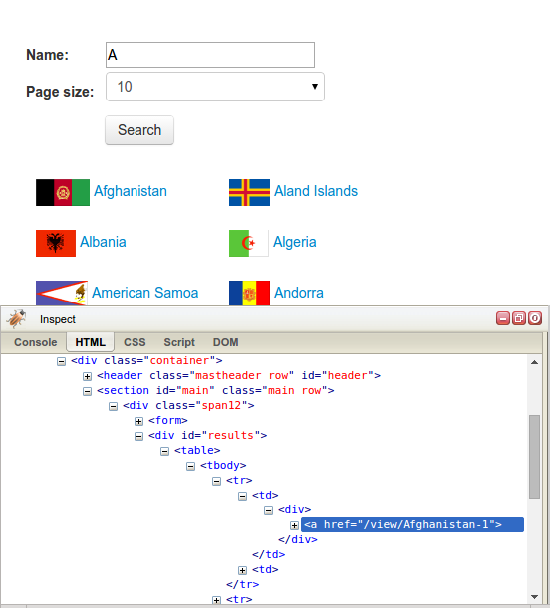 Name: A
Page size: 10
Search
Afghanistan Aland Islands
Albania Algeria
American Samoa Andorra
Inspect
Console HTML CSS Script DOM
<div class="container">
<header class="mastheader row" id="header">
<section id="main" class="main row">
<div class="span12">
<form>
<div id="results">
<table>
<tbody>
<tr>
<td>
<div>
<a href="/view/Afghanistan-1">
</div>
</td>
<td>
</tr>
<tr>